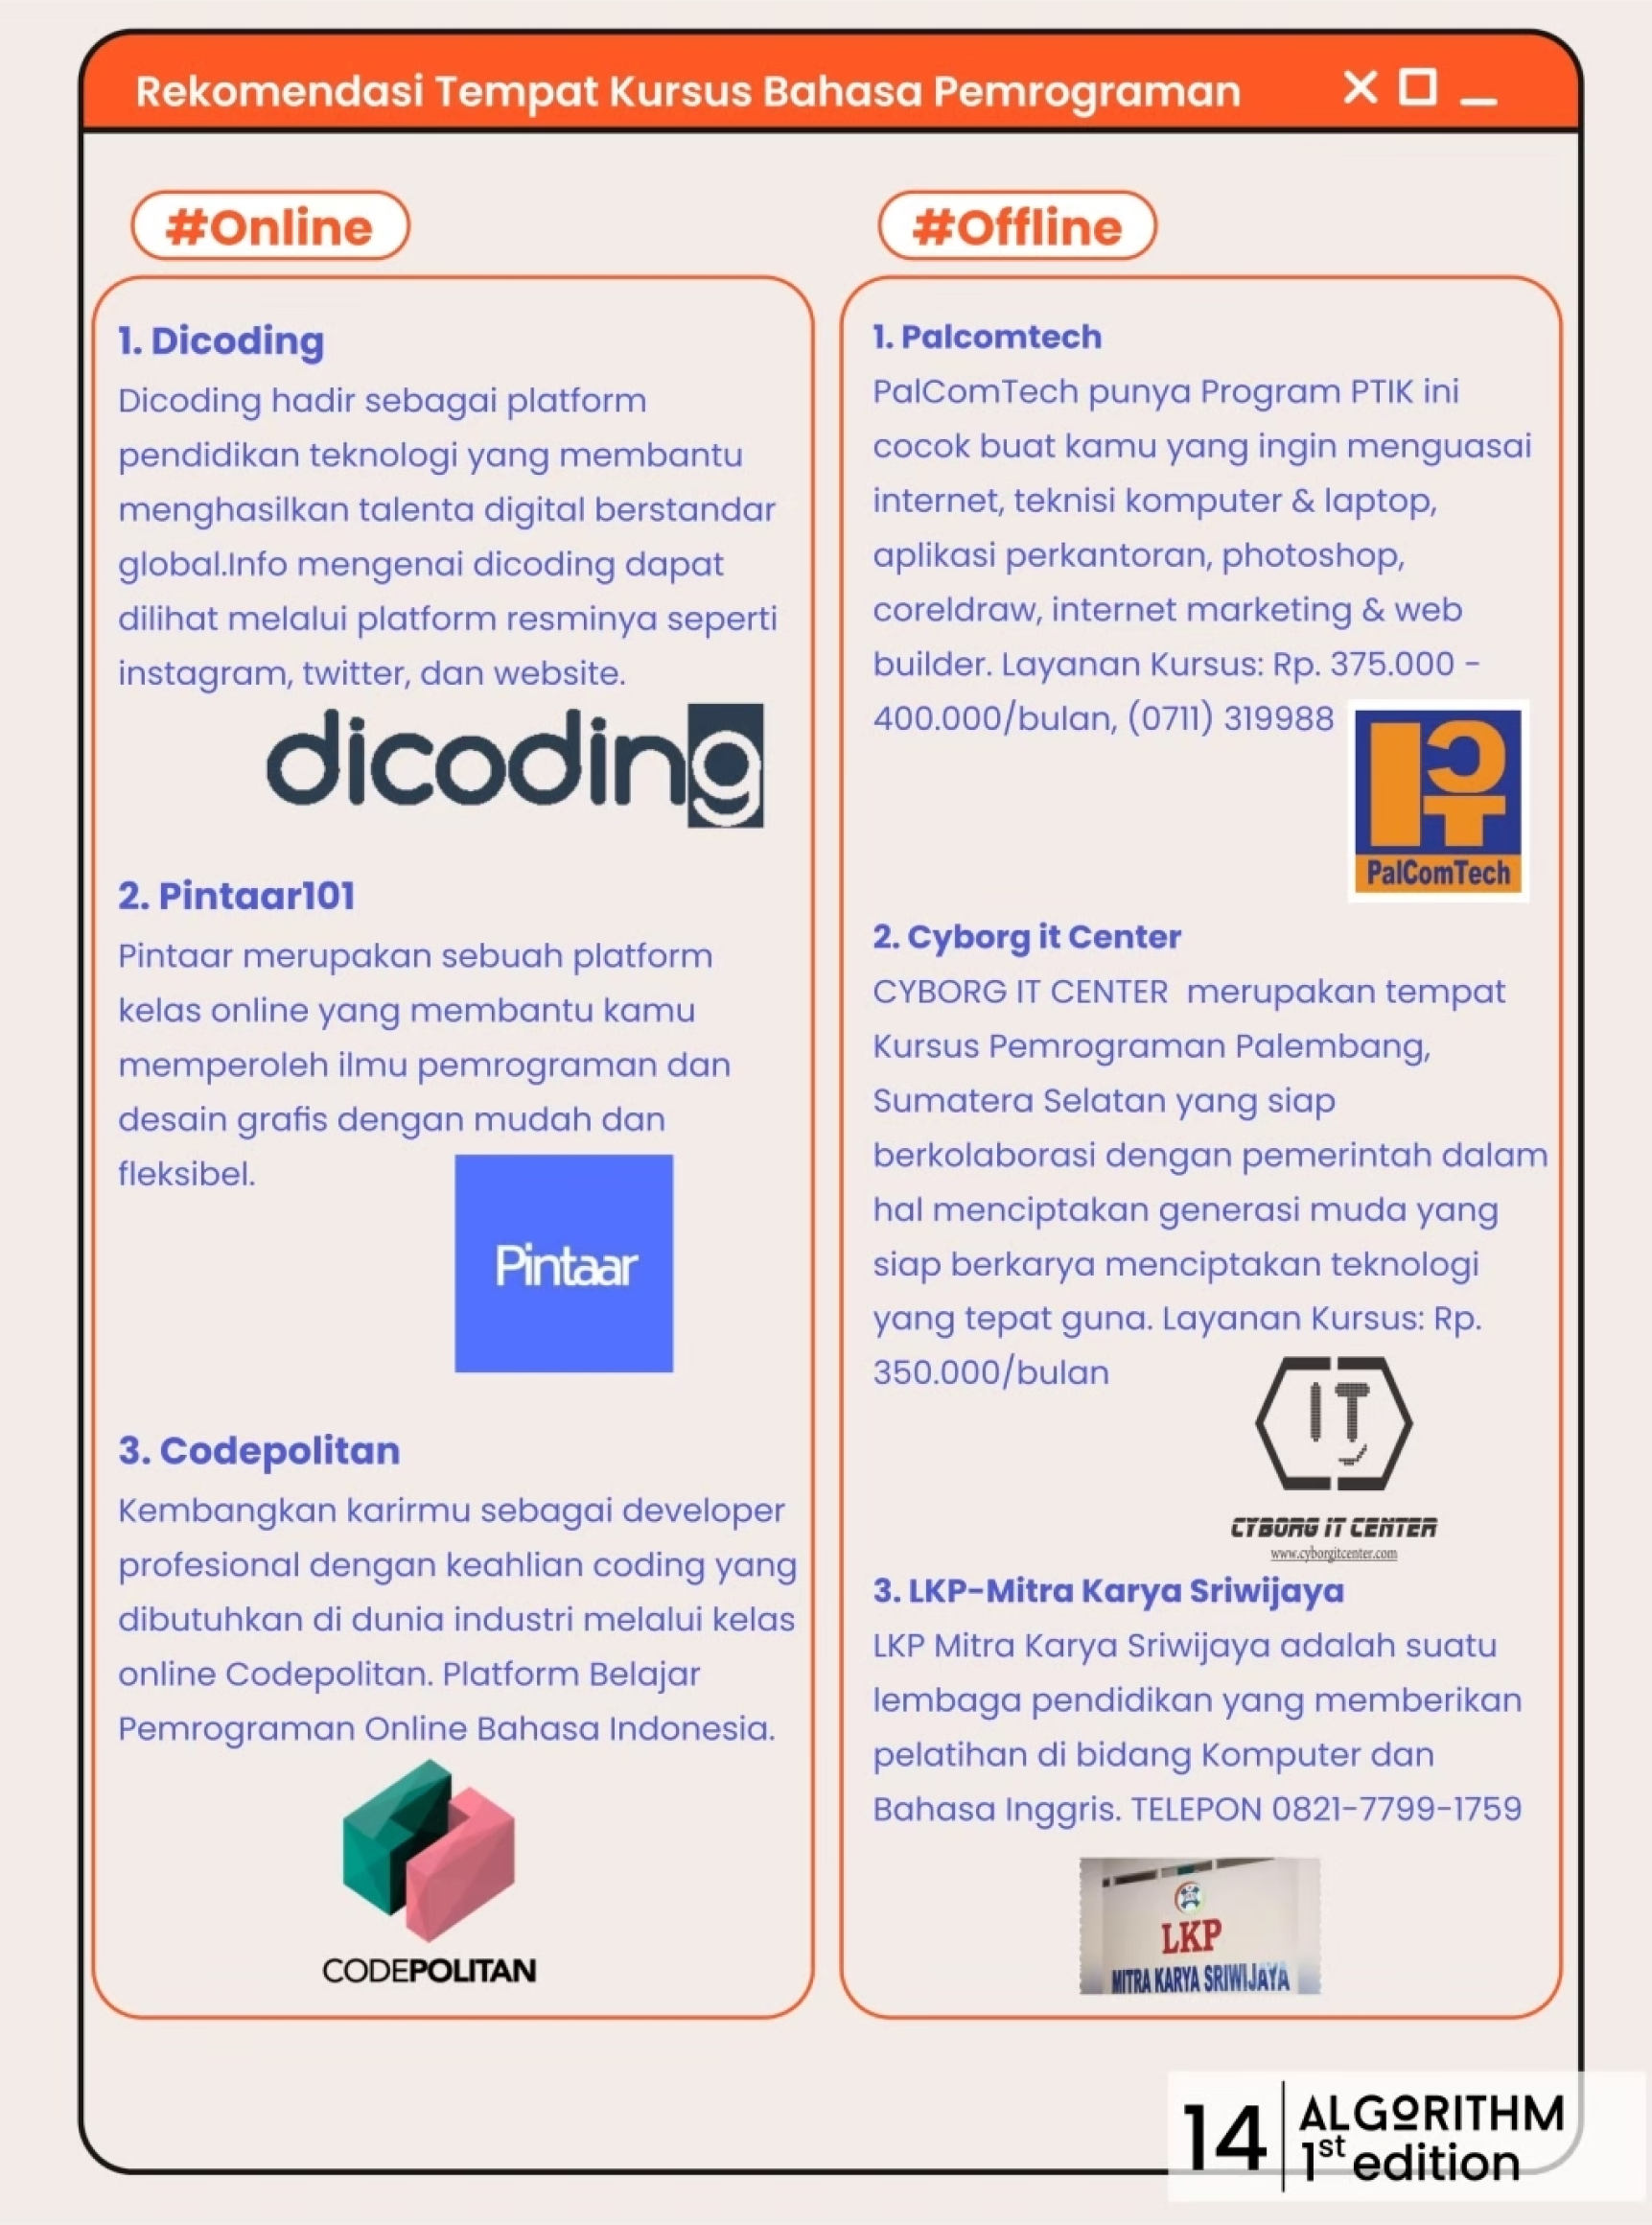 Rekomendasi Tempat Kursus Bahasa Pemrograman
#Online
1. Dicoding
Dicoding hadir sebagai platform
pendidikan teknologi yang membantu
menghasilkan talenta digital berstandar
global.Info mengenai dicoding dapat
dilihat melalui platform resminya seperti
instagram, twitter, dan website.
dicoding
2. Pintaar101
Pintaar merupakan sebuah platform
kelas online yang membantu kamu
memperoleh ilmu pemrograman dan
desain grafis dengan mudah dan
fleksibel.
Pintaar
3. Codepolitan
Kembangkan karirmu sebagai developer
profesional dengan keahlian coding yang
dibutuhkan di dunia industri melalui kelas
online Codepolitan. Platform Belajar
Pemrograman Online Bahasa Indonesia.
CODEPOLITAN
#Offline
1. Palcomtech
PalComTech punya Program PTIK ini
cocok buat kamu yang ingin menguasai
internet, teknisi komputer & laptop,
aplikasi perkantoran, photoshop,
coreldraw, internet marketing & web
builder. Layanan Kursus: Rp. 375.000 -
400.000/bulan, (0711) 319988
PCT
PalComTech
2. Cyborg it Center
CYBORG IT CENTER merupakan tempat
Kursus Pemrograman Palembang,
Sumatera Selatan yang siap
berkolaborasi dengan pemerintah dalam
hal menciptakan generasi muda yang
siap berkarya menciptakan teknologi
yang tepat guna. Layanan Kursus: Rp.
350.000/bulan
IT
CYBORG IT CENTER
www.cyborgitcenter.com
3. LKP-Mitra Karya Sriwijaya
LKP Mitra Karya Sriwijaya adalah suatu
lembaga pendidikan yang memberikan
pelatihan di bidang Komputer dan
Bahasa Inggris. TELEPON 0821-7799-1759
LKP
MITRA KARYA SRIWIJAYA
14
ALGORITHM
1st edition